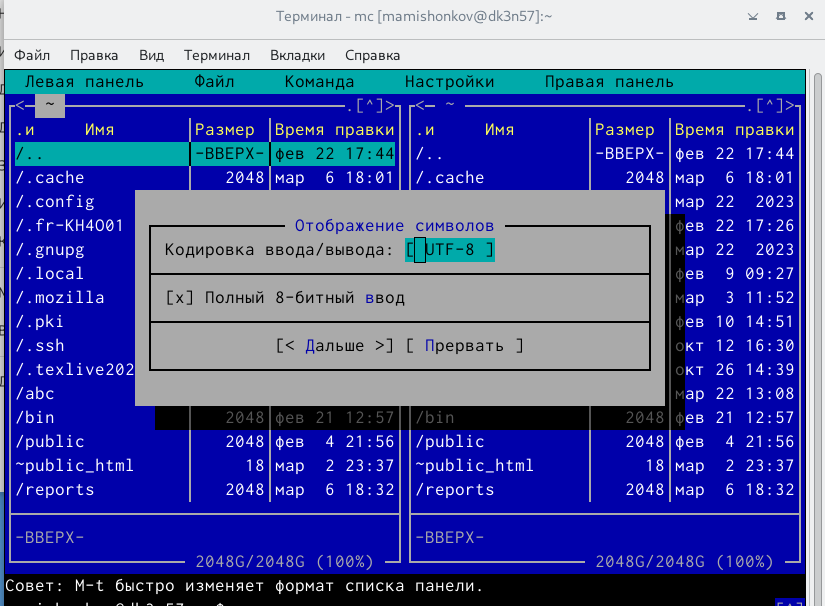 Терминал - mc [mamishonkov@dk3n57]:~
Файл Правка Вид Терминал Вкладки Справка
Левая панель Файл Команда Настройки Правая панель
<─ ~ ─.[^]>  <─ ~ ─.[^]>
.и Имя Размер Время правки .и Имя Размер Время правки
/.. -ВВЕРХ- фев 22 17:44 /.. -ВВЕРХ- фев 22 17:44
/.cache 2048 мар 6 18:01 /.cache 2048 мар 6 18:01
/.config мар 22 2023
/.fr-KH4O01 фев 22 17:26
/.gnupg мар 22 2023
/.local фев 9 09:27
/.mozilla мар 3 11:52
/.pki фев 10 14:51
/.ssh окт 12 16:30
/.texlive202 окт 26 14:39
/abc мар 22 13:08
Отображение символов
Кодировка ввода/вывода: [ UTF-8 ]
[x] Полный 8-битный ввод
[< Дальше >] [ Прервать ]
/bin 2048 фев 21 12:57 /bin 2048 фев 21 12:57
/public 2048 фев 4 21:56 /public 2048 фев 4 21:56
~public_html 18 мар 2 23:37 ~public_html 18 мар 2 23:37
/reports 2048 мар 6 18:32 /reports 2048 мар 6 18:32
-ВВЕРХ- -ВВЕРХ-
2048G/2048G (100%) 2048G/2048G (100%)
Совет: M-t быстро изменяет формат списка панели.